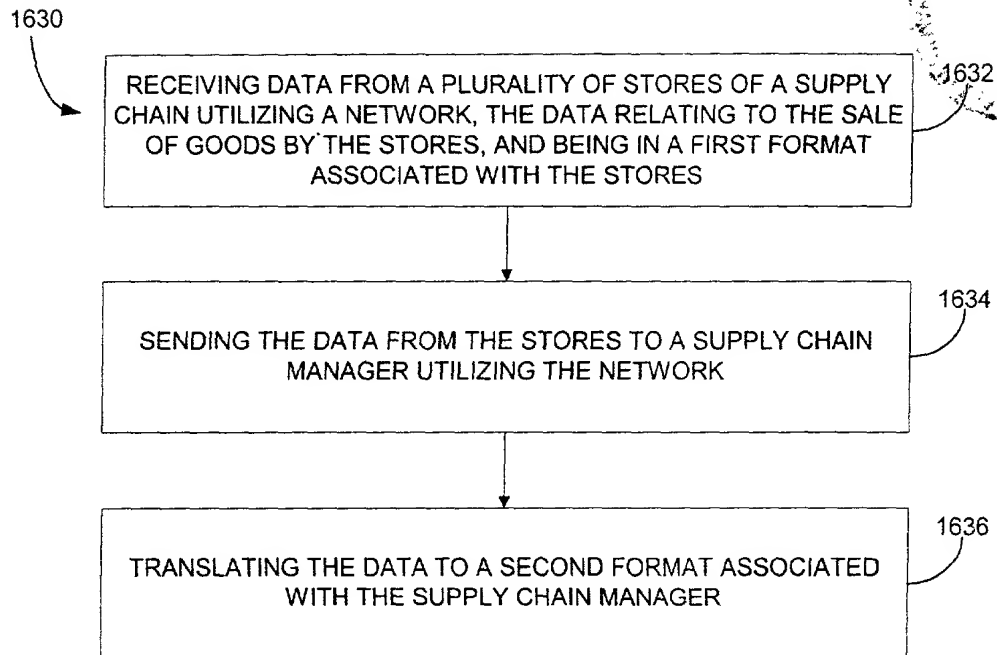 1630
RECEIVING DATA FROM A PLURALITY OF STORES OF A SUPPLY
CHAIN UTILIZING A NETWORK, THE DATA RELATING TO THE SALE
OF GOODS BY THE STORES, AND BEING IN A FIRST FORMAT
ASSOCIATED WITH THE STORES
1632
SENDING THE DATA FROM THE STORES TO A SUPPLY CHAIN
MANAGER UTILIZING THE NETWORK
1634
TRANSLATING THE DATA TO A SECOND FORMAT ASSOCIATED
WITH THE SUPPLY CHAIN MANAGER
1636